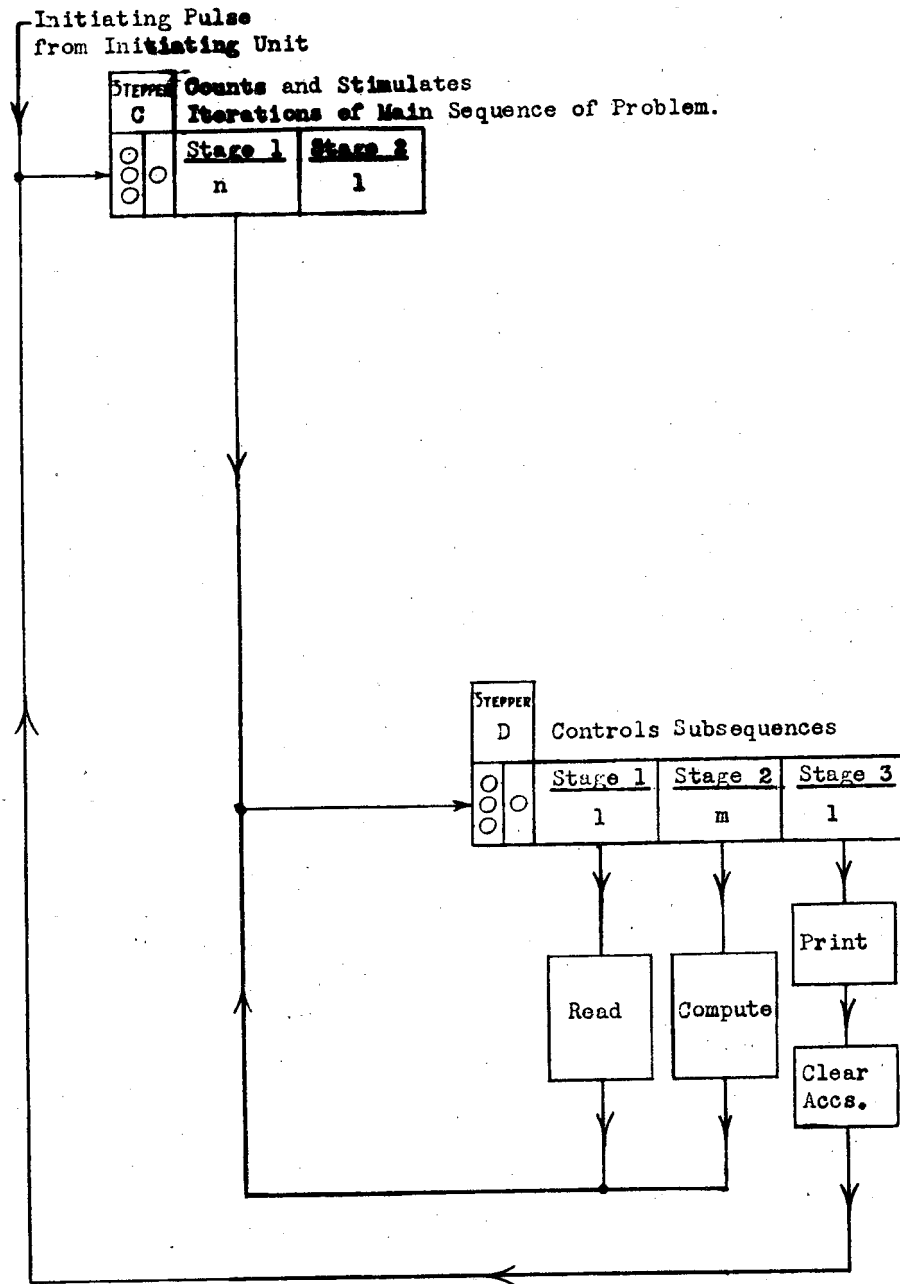 Initiating Pulse
from Initiating Unit
STEPPER
C
Counts and Stimulates
Iterations of Main Sequence of Problem.
Stage 1
Stage 2
n
1
STEPPER
D
Controls Subsequences
Stage 1
Stage 2
Stage 3
1
m
1
Print
Read
Compute
Clear
Accs.